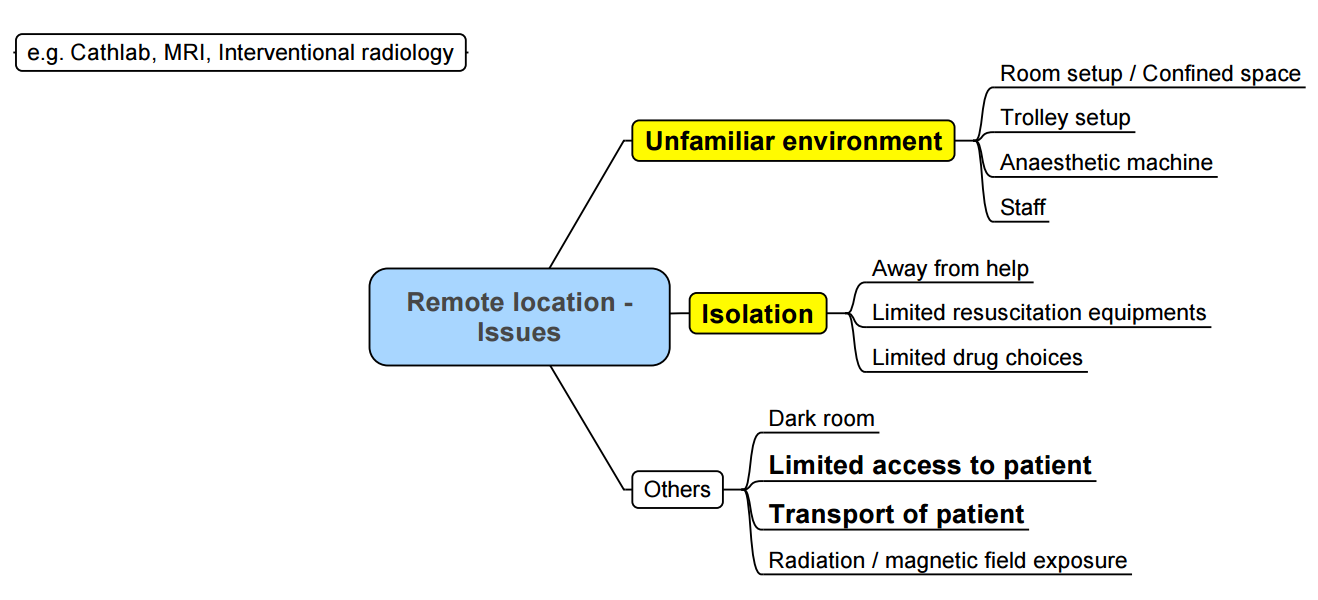 e.g. Cathlab, MRI, Interventional radiology
Remote location -
Issues
Unfamiliar environment
Room setup / Confined space
Trolley setup
Anaesthetic machine
Staff
Isolation
Away from help
Limited resuscitation equipments
Limited drug choices
Others
Dark room
Limited access to patient
Transport of patient
Radiation / magnetic field exposure